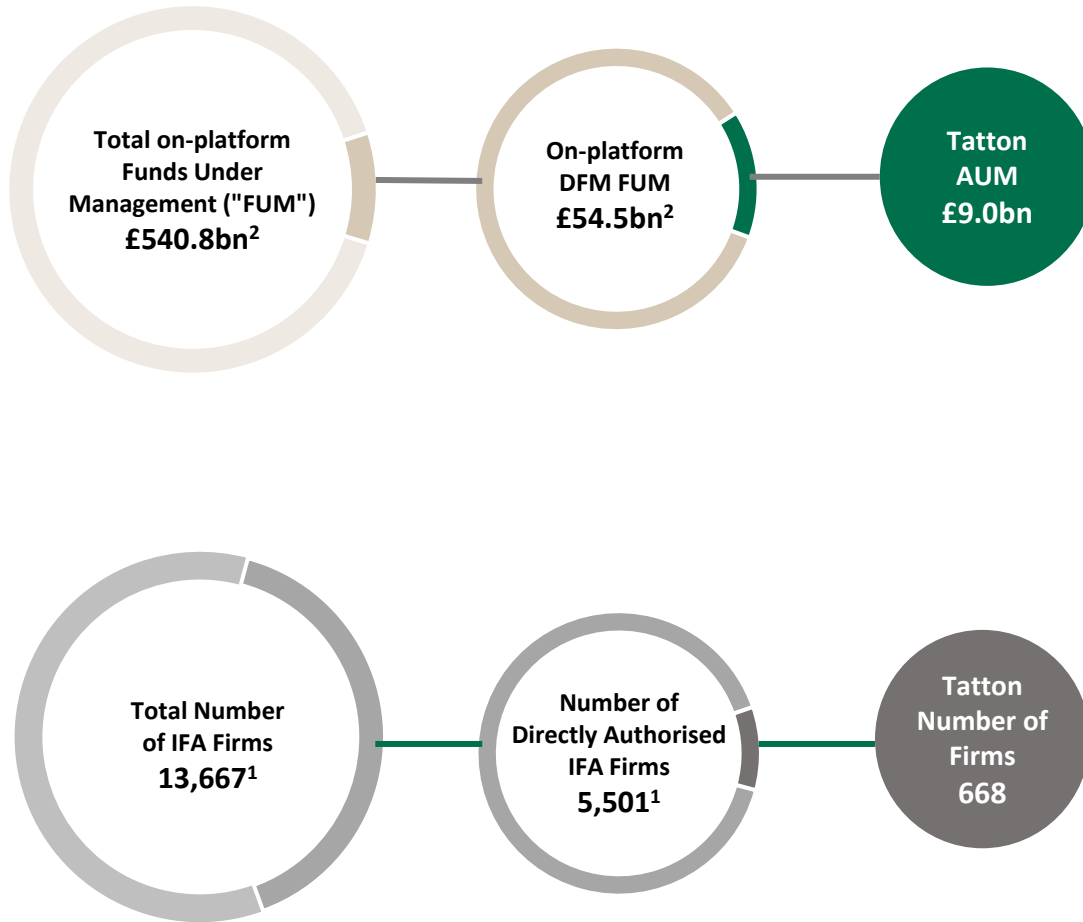 Total on-platform
Funds Under
Management ("FUM")
£540.8bn²
On-platform
DFM FUM
£54.5bn²
Tatton
AUM
£9.0bn
Total Number
of IFA Firms
13,667¹
Number of
Directly Authorised
IFA Firms
5,501¹
Tatton
Number of
Firms
668